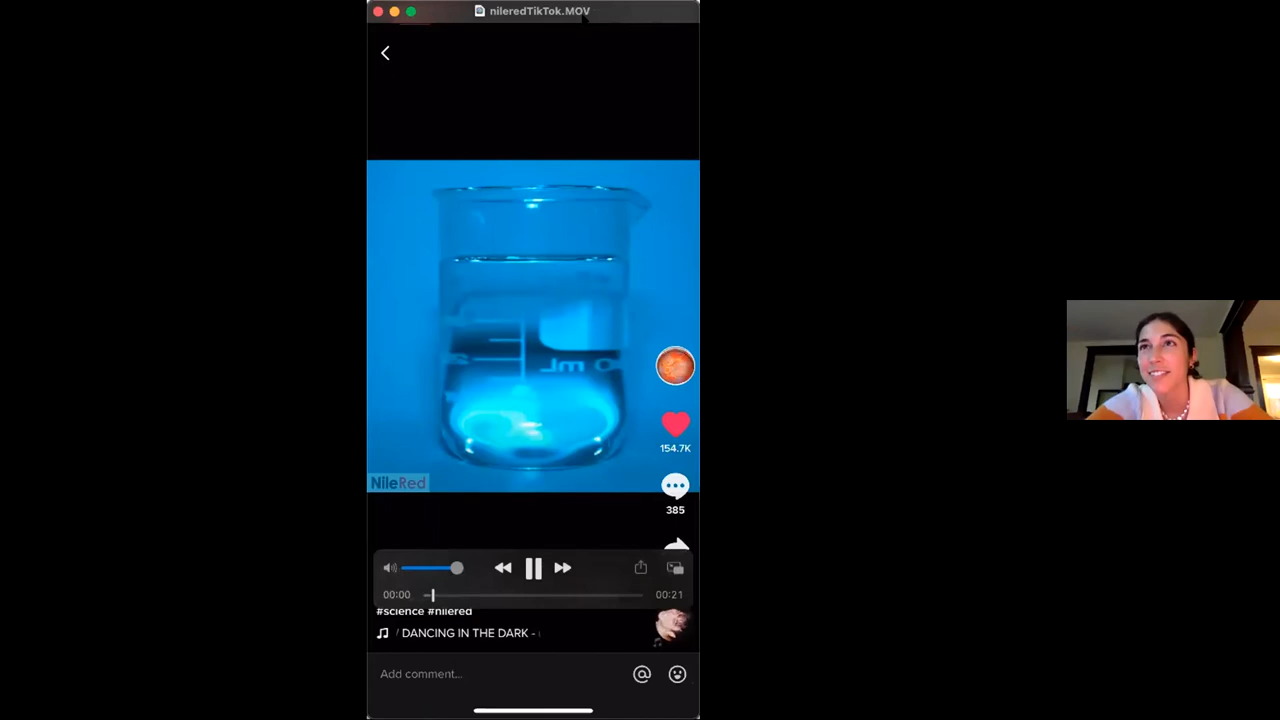 nileredTikTok.MOV
mL
NileRed
154.7K
385
00:00
00:21
#science #nilered
/ DANCING IN THE DARK -
Add comment...